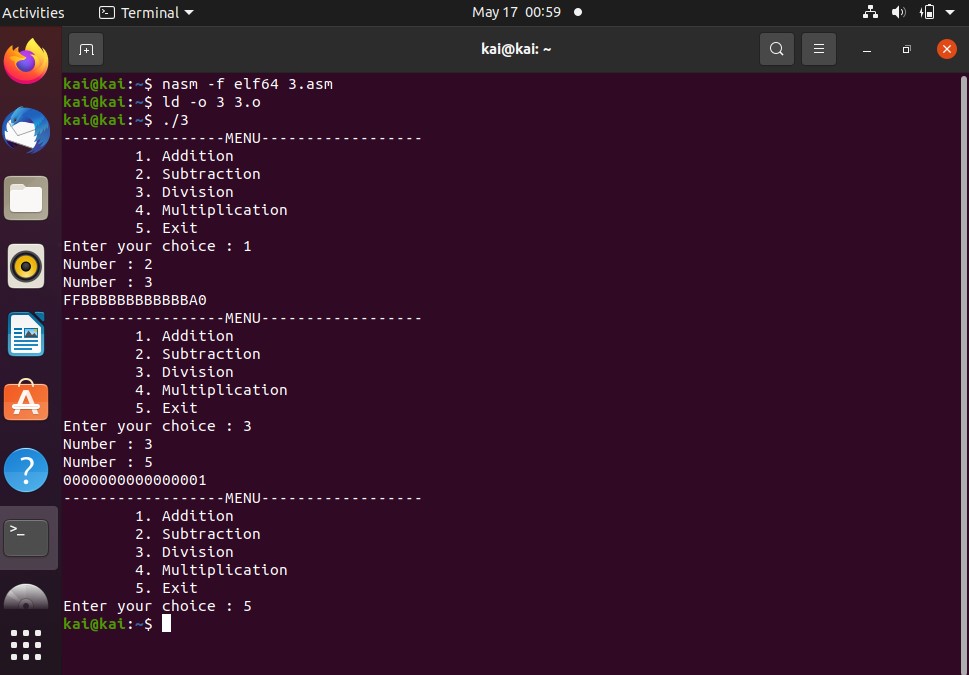 Activities Terminal May 17 00:59
kai@kai: ~
kai@kai:~$ nasm -f elf64 3.asm
kai@kai:~$ ld -o 3 3.o
kai@kai:~$ ./3
------------------MENU------------------
1. Addition
2. Subtraction
3. Division
4. Multiplication
5. Exit
Enter your choice : 1
Number : 2
Number : 3
FFBBBBBBBBBBBBA0
------------------MENU------------------
1. Addition
2. Subtraction
3. Division
4. Multiplication
5. Exit
Enter your choice : 3
Number : 3
Number : 5
0000000000000001
------------------MENU------------------
1. Addition
2. Subtraction
3. Division
4. Multiplication
5. Exit
Enter your choice : 5
kai@kai:~$